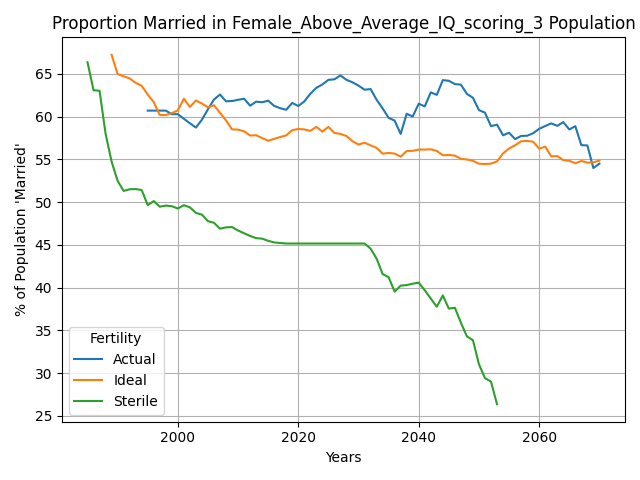 Proportion Married in Female_Above_Average_IQ_scoring_3 Population
% of Population 'Married'
65
60
55
50
45
40
35
30
25
Fertility
Actual
Ideal
Sterile
2000
2020
2040
2060
Years